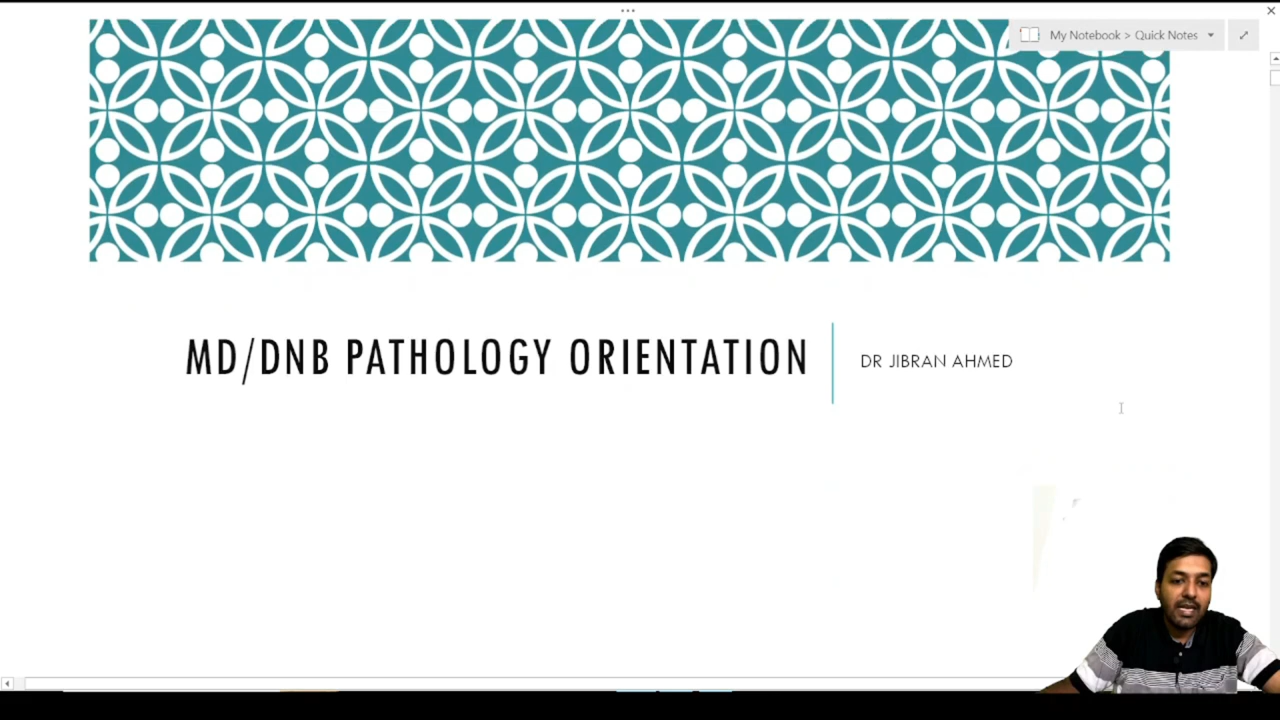 My Notebook > Quick Notes
MD/DNB PATHOLOGY ORIENTATION
DR JIBRAN AHMED